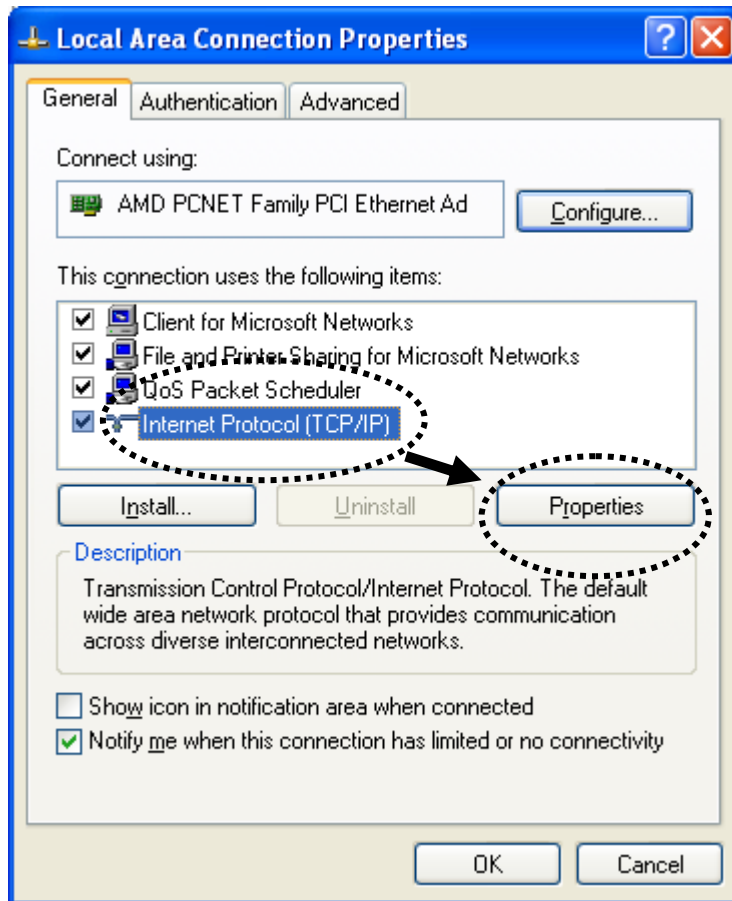 Local Area Connection Properties
General Authentication Advanced
Connect using:
AMD PCNET Family PCI Ethernet Ad
Configure...
This connection uses the following items:
Client for Microsoft Networks
File and Printer Sharing for Microsoft Networks
QoS Packet Scheduler
Internet Protocol (TCP/IP)
Install... Uninstall Properties
Description
Transmission Control Protocol/Internet Protocol. The default
wide area network protocol that provides communication
across diverse interconnected networks.
Show icon in notification area when connected
Notify me when this connection has limited or no connectivity
OK Cancel